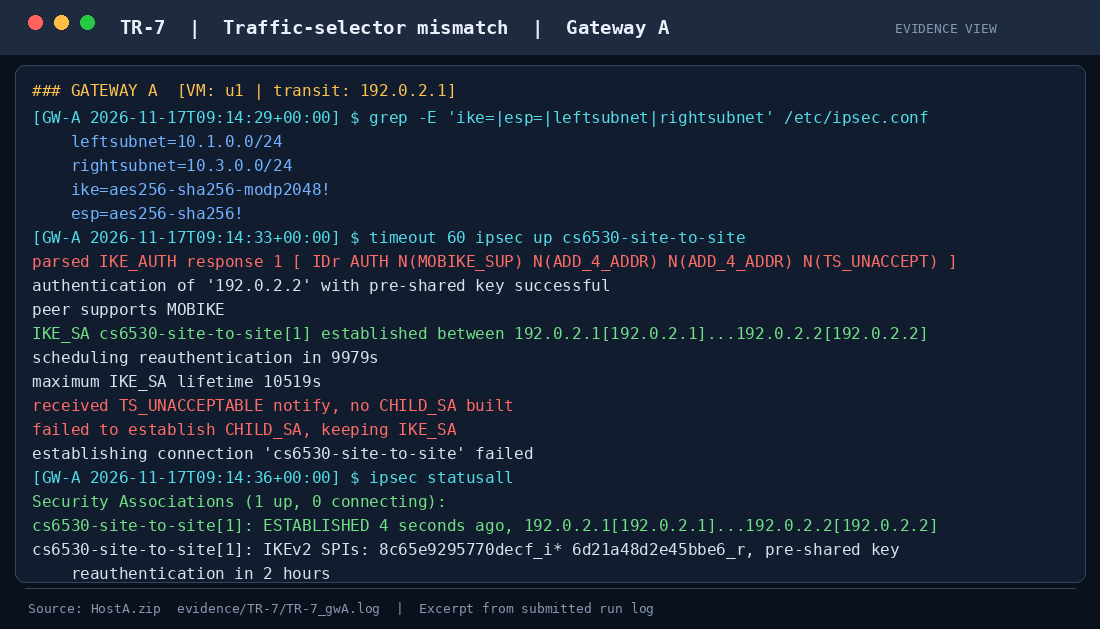 TR-7  |  Traffic-selector mismatch  |  Gateway A
EVIDENCE VIEW
### GATEWAY A  [VM: u1 | transit: 192.0.2.1]
[GW-A 2026-11-17T09:14:29+00:00] $ grep -E 'ike=|esp=|leftsubnet|rightsubnet' /etc/ipsec.conf
    leftsubnet=10.1.0.0/24
    rightsubnet=10.3.0.0/24
    ike=aes256-sha256-modp2048!
    esp=aes256-sha256!
[GW-A 2026-11-17T09:14:33+00:00] $ timeout 60 ipsec up cs6530-site-to-site
parsed IKE_AUTH response 1 [ IDr AUTH N(MOBIKE_SUP) N(ADD_4_ADDR) N(ADD_4_ADDR) N(TS_UNACCEPT) ]
authentication of '192.0.2.2' with pre-shared key successful
peer supports MOBIKE
IKE_SA cs6530-site-to-site[1] established between 192.0.2.1[192.0.2.1]...192.0.2.2[192.0.2.2]
scheduling reauthentication in 9979s
maximum IKE_SA lifetime 10519s
received TS_UNACCEPTABLE notify, no CHILD_SA built
failed to establish CHILD_SA, keeping IKE_SA
establishing connection 'cs6530-site-to-site' failed
[GW-A 2026-11-17T09:14:36+00:00] $ ipsec statusall
Security Associations (1 up, 0 connecting):
cs6530-site-to-site[1]: ESTABLISHED 4 seconds ago, 192.0.2.1[192.0.2.1]...192.0.2.2[192.0.2.2]
cs6530-site-to-site[1]: IKEv2 SPIs: 8c65e9295770decf_i* 6d21a48d2e45bbe6_r, pre-shared key
    reauthentication in 2 hours
Source: HostA.zip  evidence/TR-7/TR-7_gwA.log  |  Excerpt from submitted run log